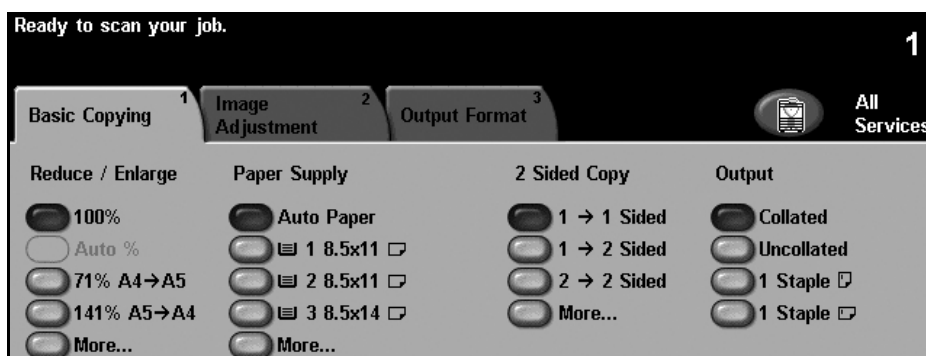 Ready to scan your job.
1
Basic Copying 1
Image Adjustment 2
Output Format 3
All Services
Reduce / Enlarge
100%
Auto %
71% A4→A5
141% A5→A4
More...
Paper Supply
Auto Paper
1 8.5x11
2 8.5x11
3 8.5x14
More...
2 Sided Copy
1 → 1 Sided
1 → 2 Sided
2 → 2 Sided
More...
Output
Collated
Uncollated
1 Staple
1 Staple